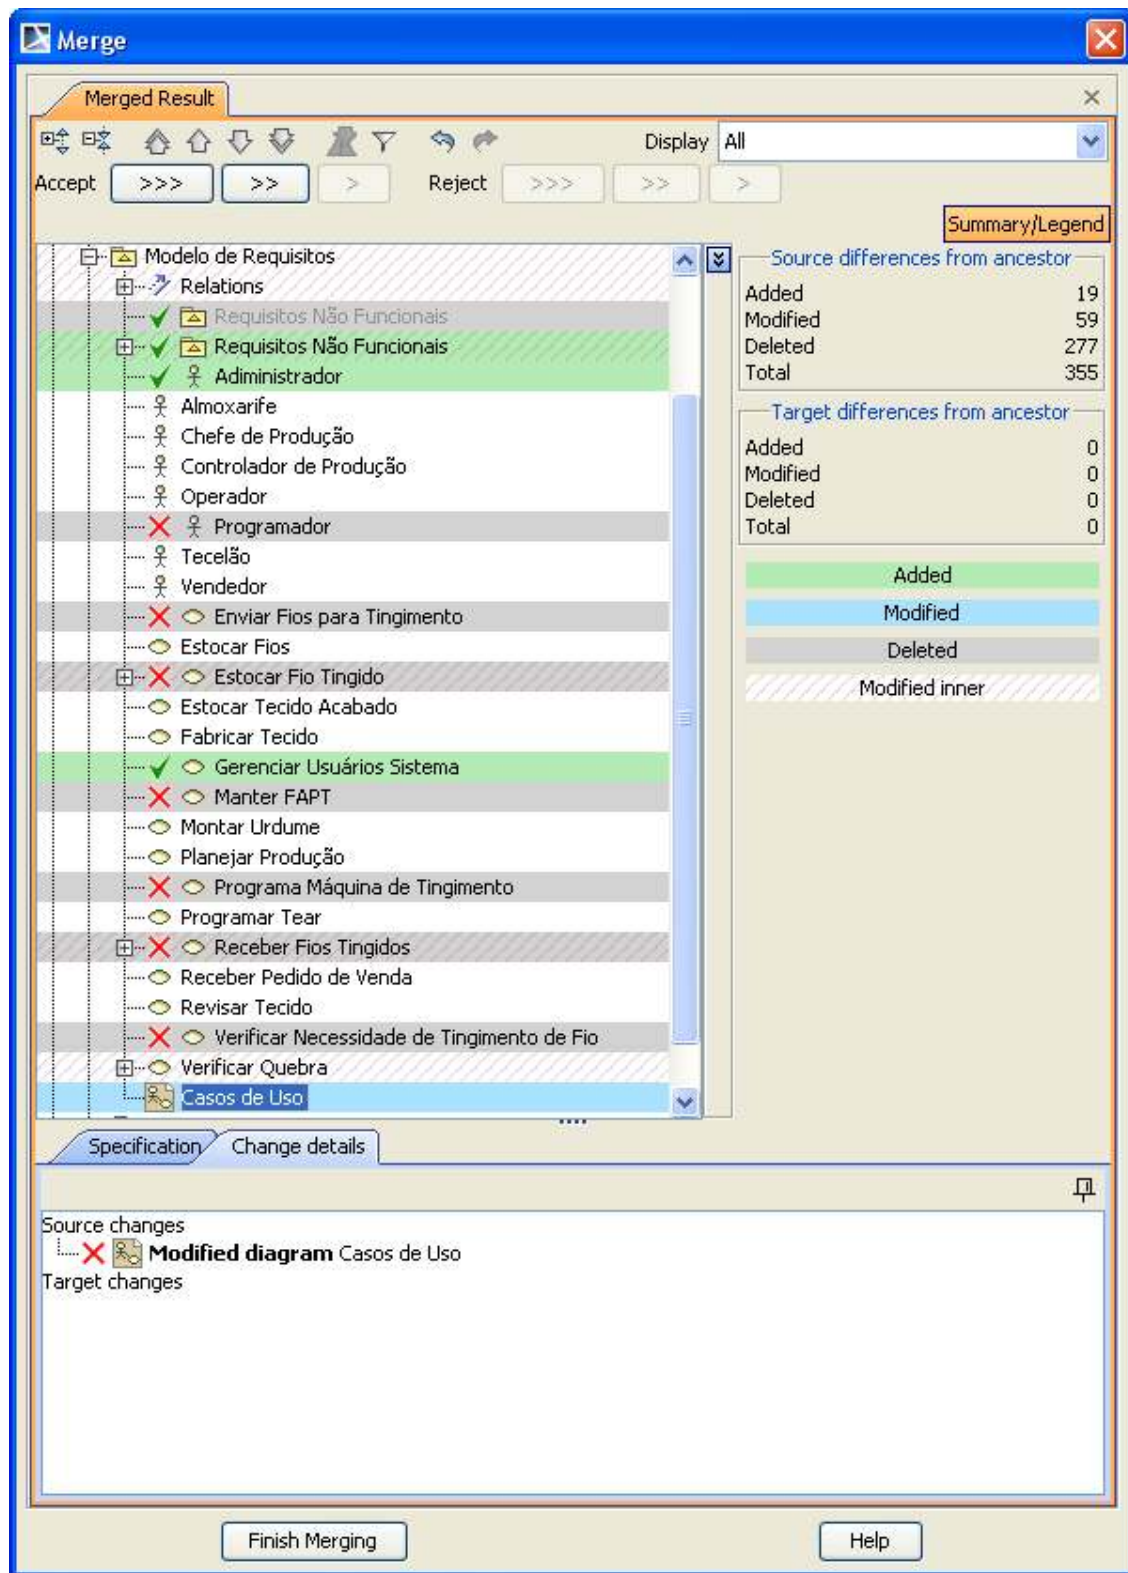 Merge
Merged Result
Display All
Accept >>> >> > Reject >>> >> >
Summary/Legend
Modelo de Requisitos
Relations
Requisitos Não Funcionais
Requisitos Não Funcionais
Adiministrador
Almoxarife
Chefe de Produção
Controlador de Produção
Operador
Programador
Tecelão
Vendedor
Enviar Fios para Tingimento
Estocar Fios
Estocar Fio Tingido
Estocar Tecido Acabado
Fabricar Tecido
Gerenciar Usuários Sistema
Manter FAPT
Montar Urdume
Planejar Produção
Programa Máquina de Tingimento
Programar Tear
Receber Fios Tingidos
Receber Pedido de Venda
Revisar Tecido
Verificar Necessidade de Tingimento de Fio
Verificar Quebra
Casos de Uso
Source differences from ancestor
Added 19
Modified 59
Deleted 277
Total 355
Target differences from ancestor
Added 0
Modified 0
Deleted 0
Total 0
Added
Modified
Deleted
Modified inner
Specification Change details
Source changes
Modified diagram Casos de Uso
Target changes
Finish Merging Help